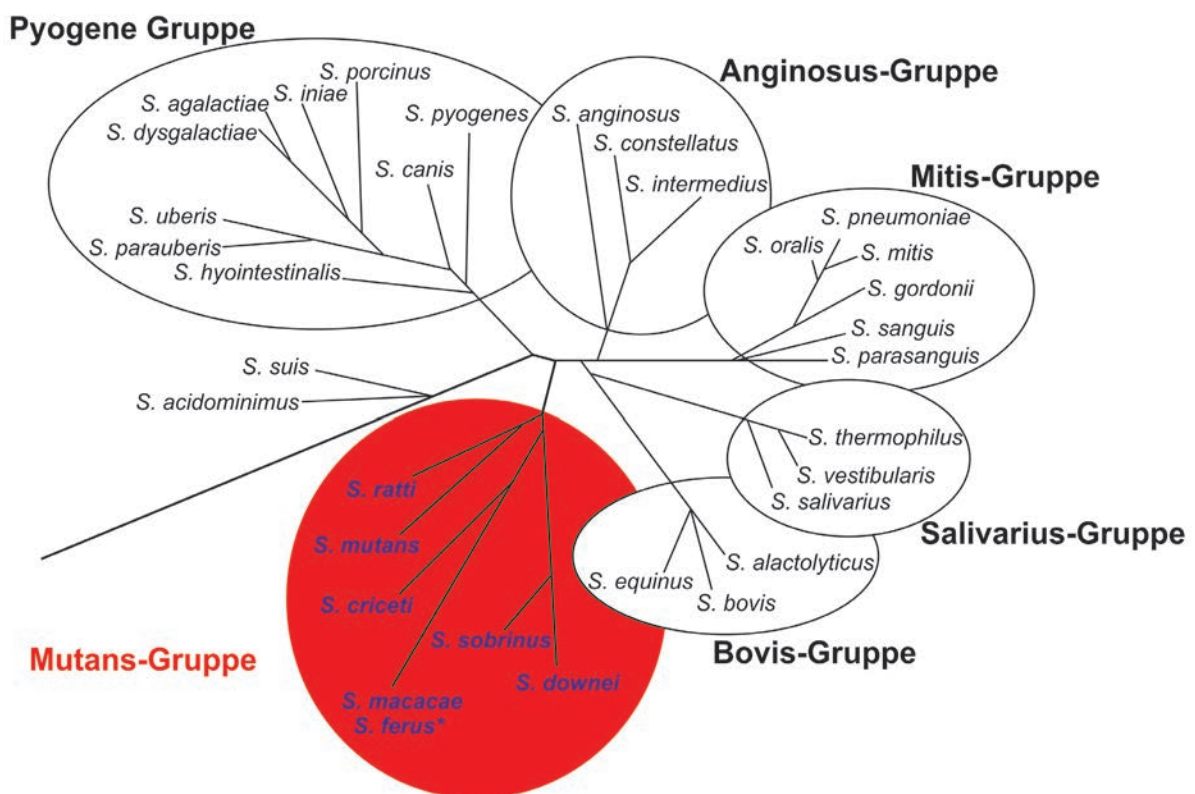 Pyogene Gruppe
S. porcinus
S. iniae
S. agalactiae
S. dysgalactiae
S. pyogenes
S. canis
S. uberis
S. parauberis
S. hyointestinalis
Anginosus-Gruppe
S. anginosus
S. constellatus
S. intermedius
Mitis-Gruppe
S. pneumoniae
S. oralis
S. mitis
S. gordonii
S. sanguis
S. parasanguis
S. suis
S. acidominimus
S. thermophilus
S. vestibularis
S. salivarius
Salivarius-Gruppe
S. alactolyticus
S. equinus
S. bovis
Bovis-Gruppe
Mutans-Gruppe
S. ratti
S. mutans
S. criceti
S. sobrinus
S. downei
S. macacae
S. ferus*